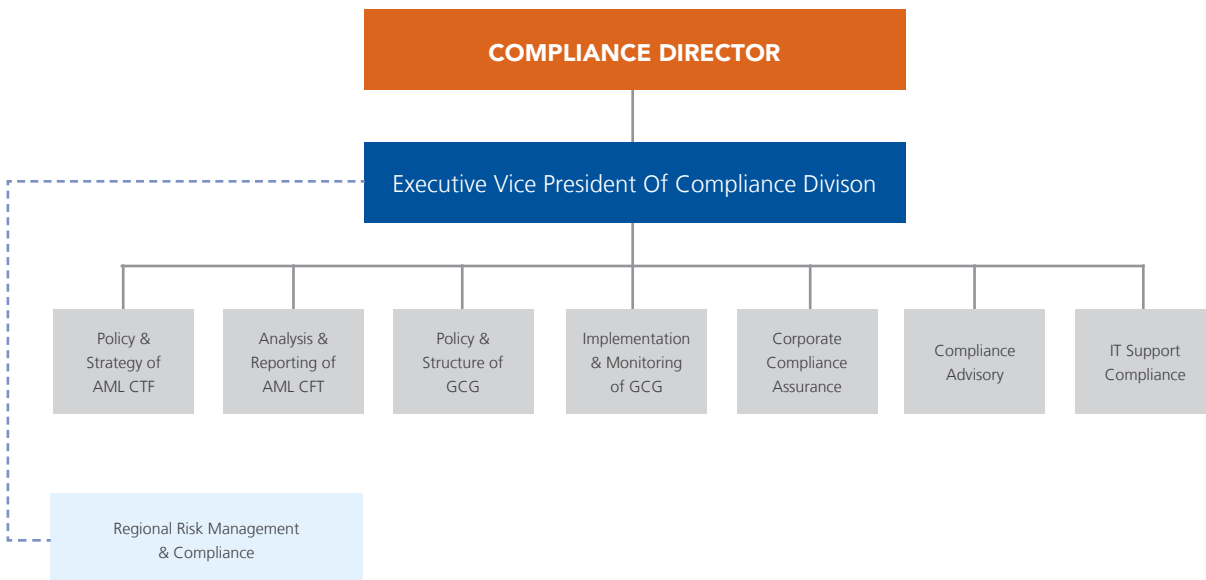 COMPLIANCE DIRECTOR
Executive Vice President Of Compliance Divison
Policy &
Strategy of
AML CTF
Analysis &
Reporting of
AML CFT
Policy &
Structure of
GCG
Implementation
& Monitoring
of GCG
Corporate
Compliance
Assurance
Compliance
Advisory
IT Support
Compliance
Regional Risk Management
& Compliance